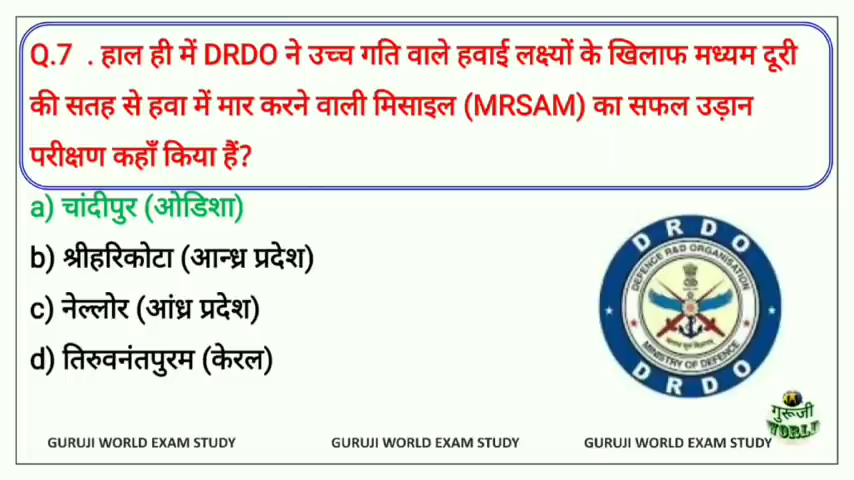 Q.7 . हाल ही में DRDO ने उच्च गति वाले हवाई लक्ष्यों के खिलाफ मध्यम दूरी
की सतह से हवा में मार करने वाली मिसाइल (MRSAM) का सफल उड़ान
परीक्षण कहाँ किया हैं?
a) चांदीपुर (ओडिशा)
b) श्रीहरिकोटा (आन्ध्र प्रदेश)
c) नेल्लोर (आंध्र प्रदेश)
d) तिरुवनंतपुरम (केरल)
DRDO
DEFENCE R&D ORGANISATION
MINISTRY OF DEFENCE
DRDO
गुरूजी
WORLD
GURUJI WORLD EXAM STUDY GURUJI WORLD EXAM STUDY GURUJI WORLD EXAM STUDY